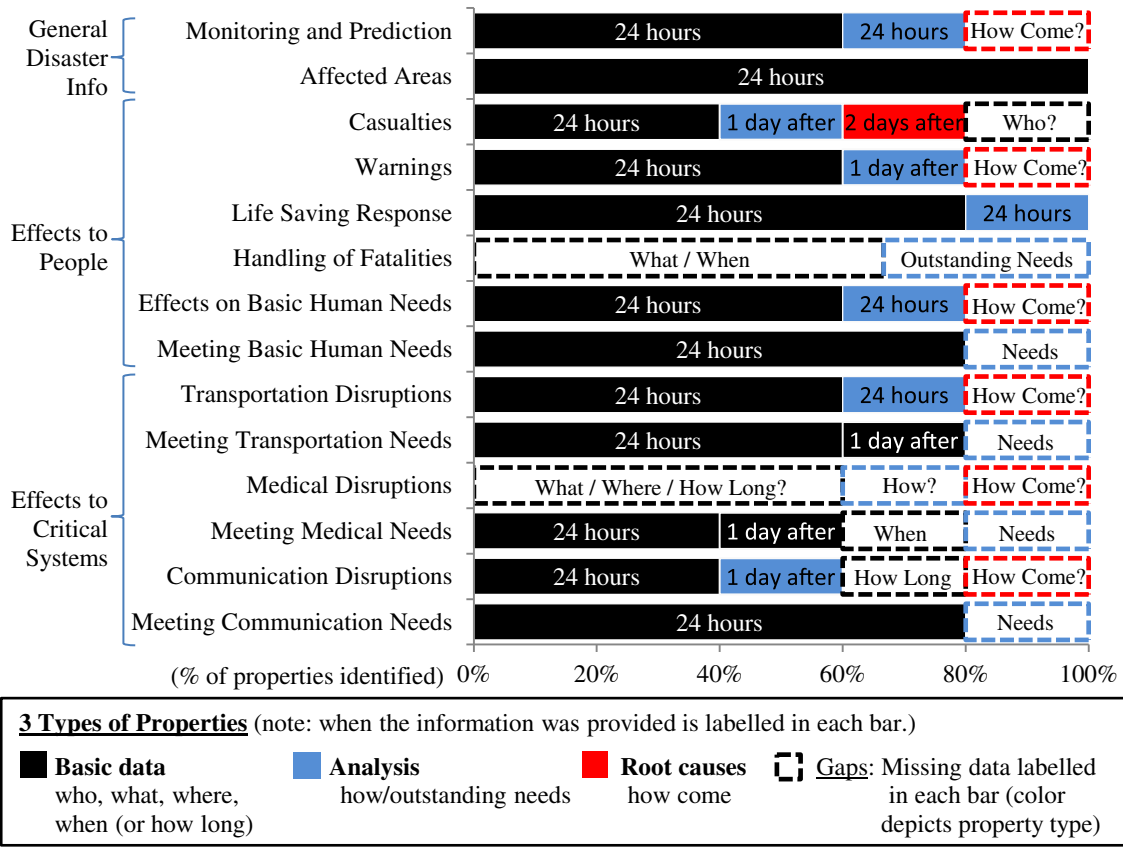 General
Disaster
Info
Monitoring and Prediction 24 hours 24 hours How Come?
Affected Areas 24 hours
Effects to
People
Casualties 24 hours 1 day after 2 days after Who?
Warnings 24 hours 1 day after How Come?
Life Saving Response 24 hours 24 hours
Handling of Fatalities What / When Outstanding Needs
Effects on Basic Human Needs 24 hours 24 hours How Come?
Meeting Basic Human Needs 24 hours Needs
Effects to
Critical
Systems
Transportation Disruptions 24 hours 24 hours How Come?
Meeting Transportation Needs 24 hours 1 day after Needs
Medical Disruptions What / Where / How Long? How? How Come?
Meeting Medical Needs 24 hours 1 day after When Needs
Communication Disruptions 24 hours 1 day after How Long How Come?
Meeting Communication Needs 24 hours Needs
(% of properties identified) 0% 20% 40% 60% 80% 100%
3 Types of Properties (note: when the information was provided is labelled in each bar.)
Basic data
who, what, where,
when (or how long)
Analysis
how/outstanding needs
Root causes
how come
Gaps: Missing data labelled
in each bar (color
depicts property type)